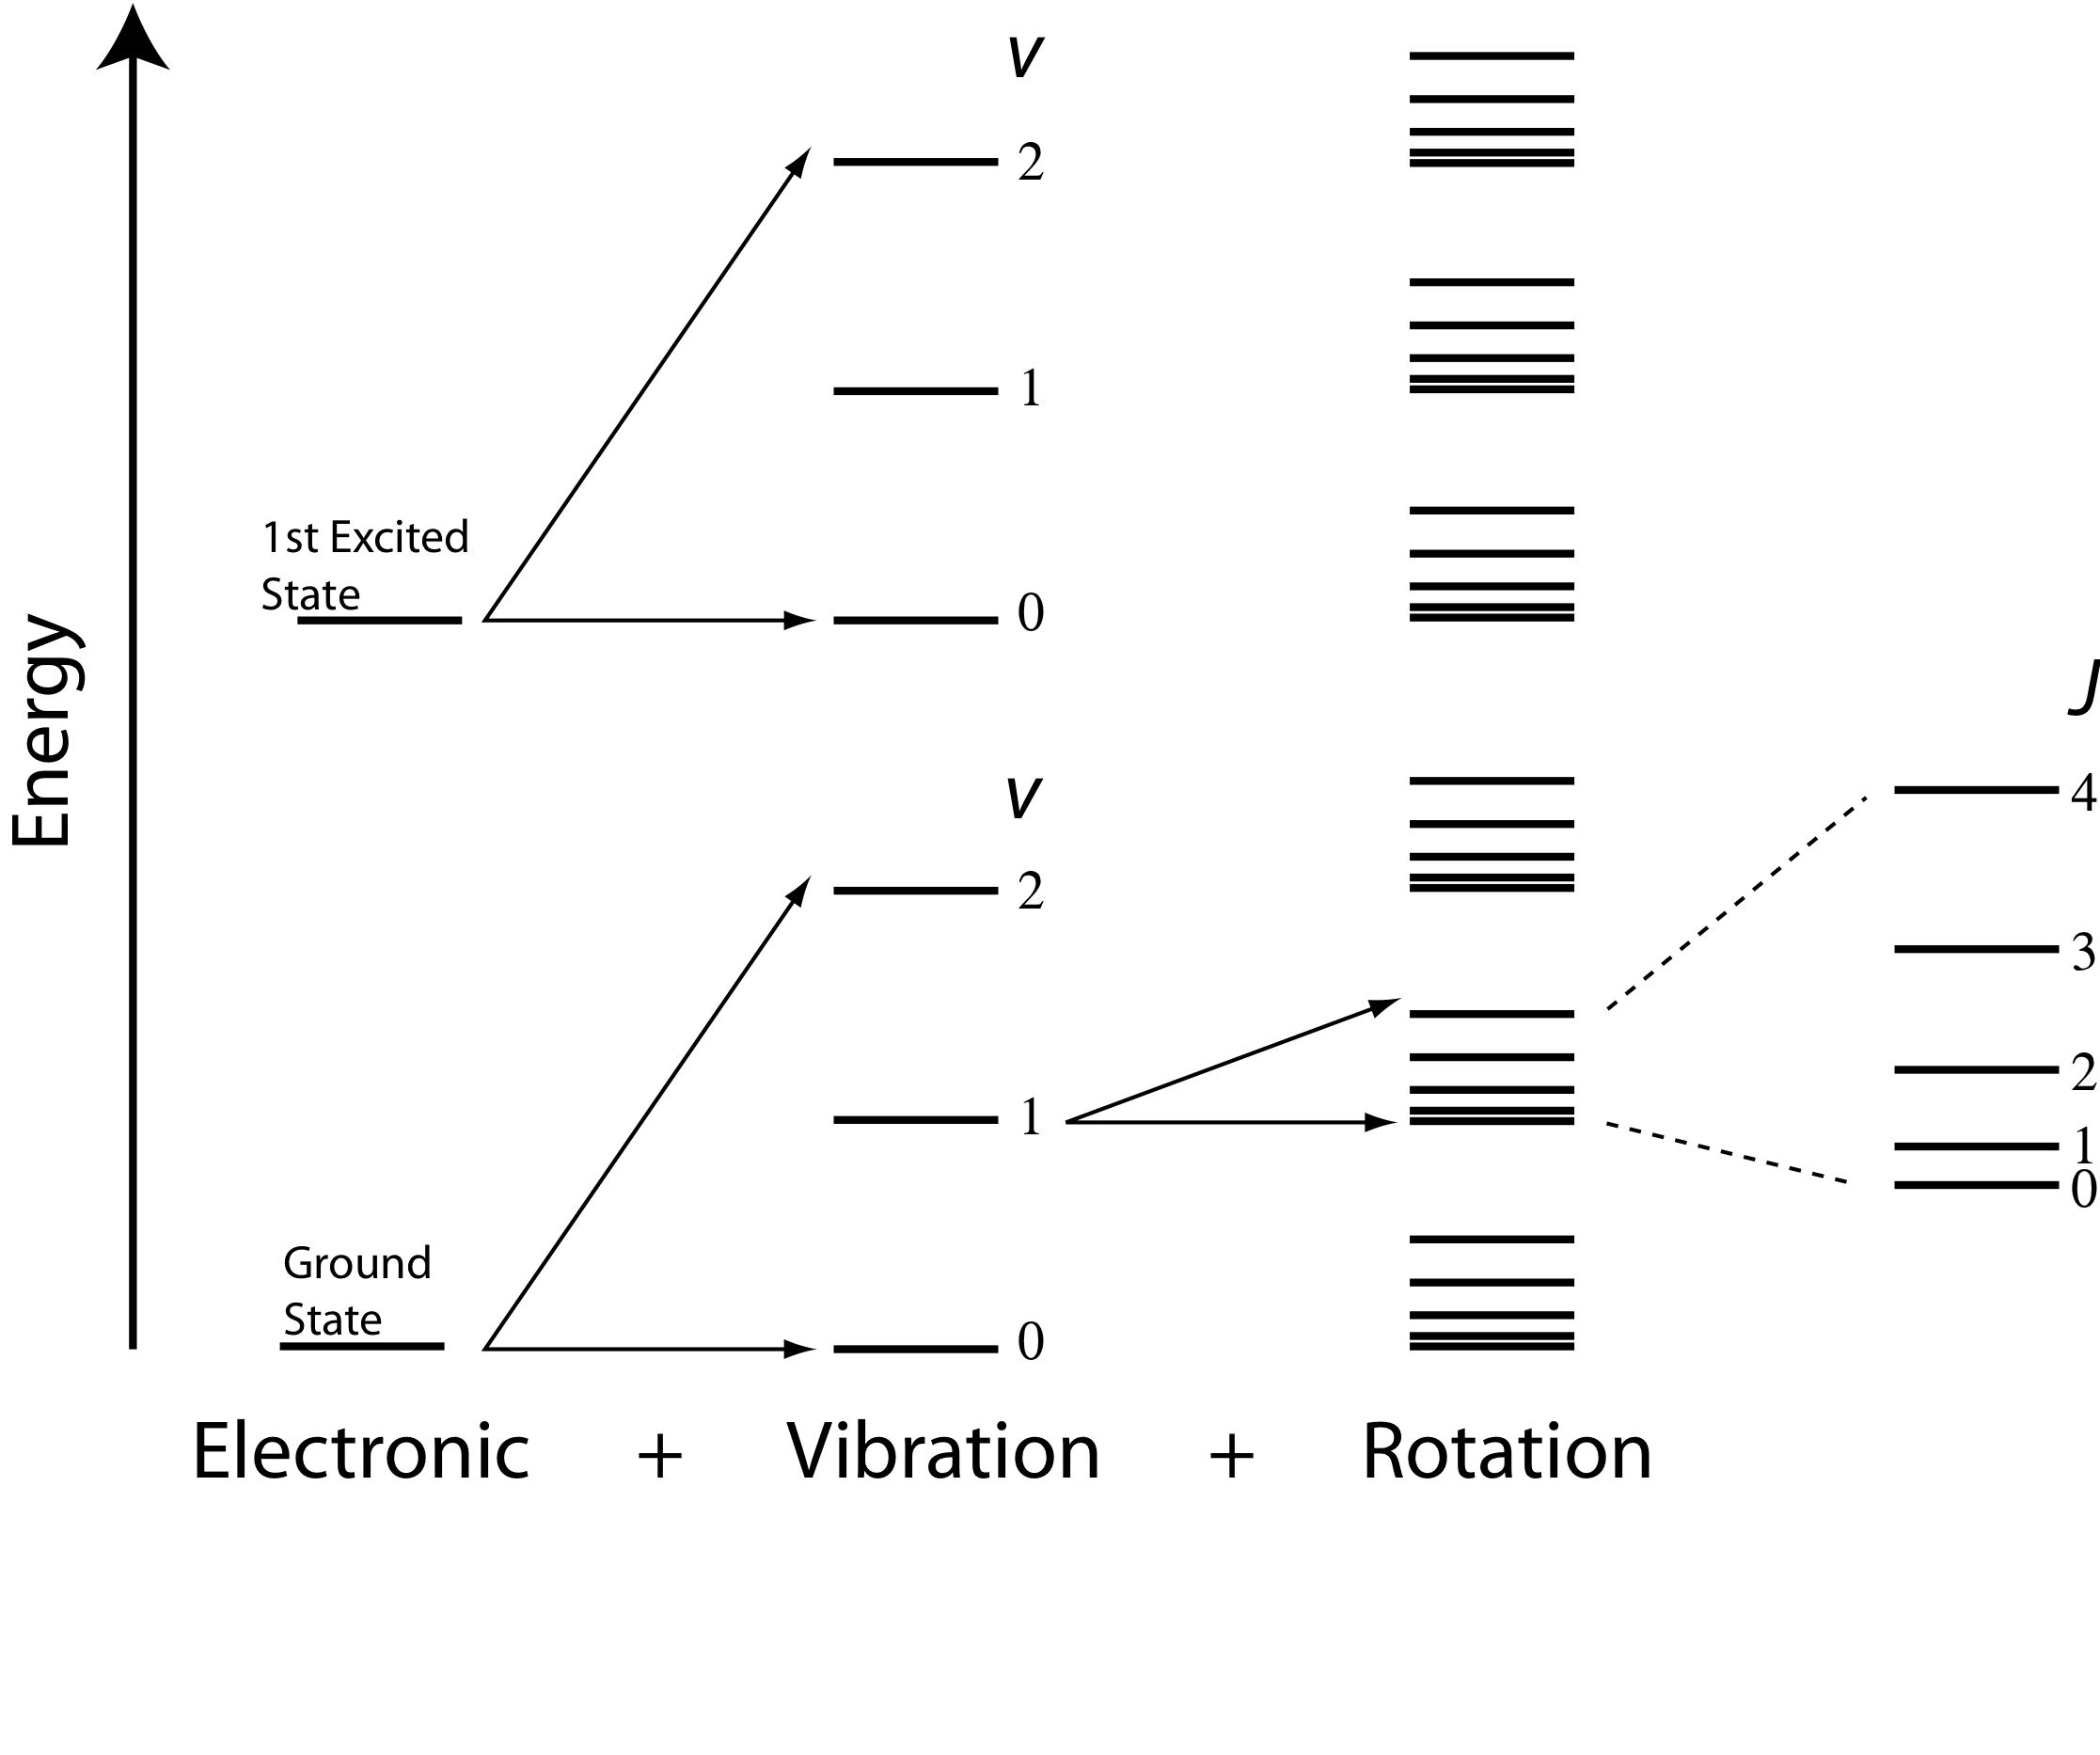 v
2
1
1st Excited
State
0
Energy
J
v
4
2
3
2
1
1
0
Ground
State
0
Electronic + Vibration + Rotation